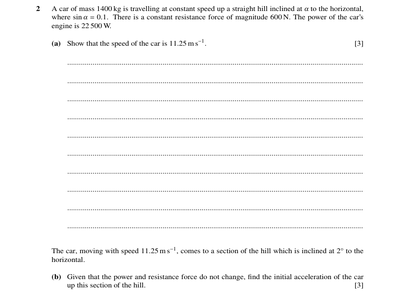 2 A car of mass 1400 kg is travelling at constant speed up a straight hill inclined at α to the horizontal,
where sin α = 0.1. There is a constant resistance force of magnitude 600 N. The power of the car's
engine is 22 500 W.
(a) Show that the speed of the car is 11.25 m s⁻¹. [3]
The car, moving with speed 11.25 m s⁻¹, comes to a section of the hill which is inclined at 2° to the
horizontal.
(b) Given that the power and resistance force do not change, find the initial acceleration of the car
up this section of the hill. [3]